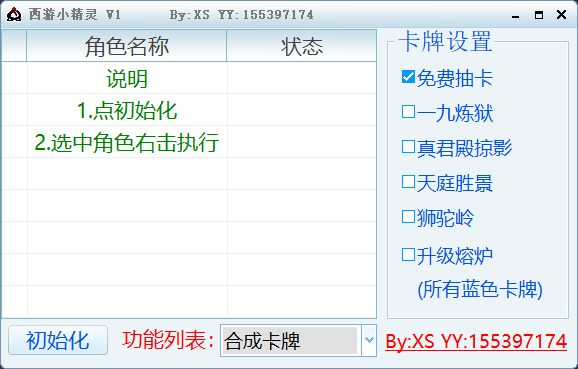 西游小精灵 V1 By:XS YY:155397174
角色名称 状态
说明
1.点初始化
2.选中角色右击执行
卡牌设置
免费抽卡
一九炼狱
真君殿掠影
天庭胜景
狮驼岭
升级熔炉
(所有蓝色卡牌)
初始化 功能列表: 合成卡牌 By:XS YY:155397174